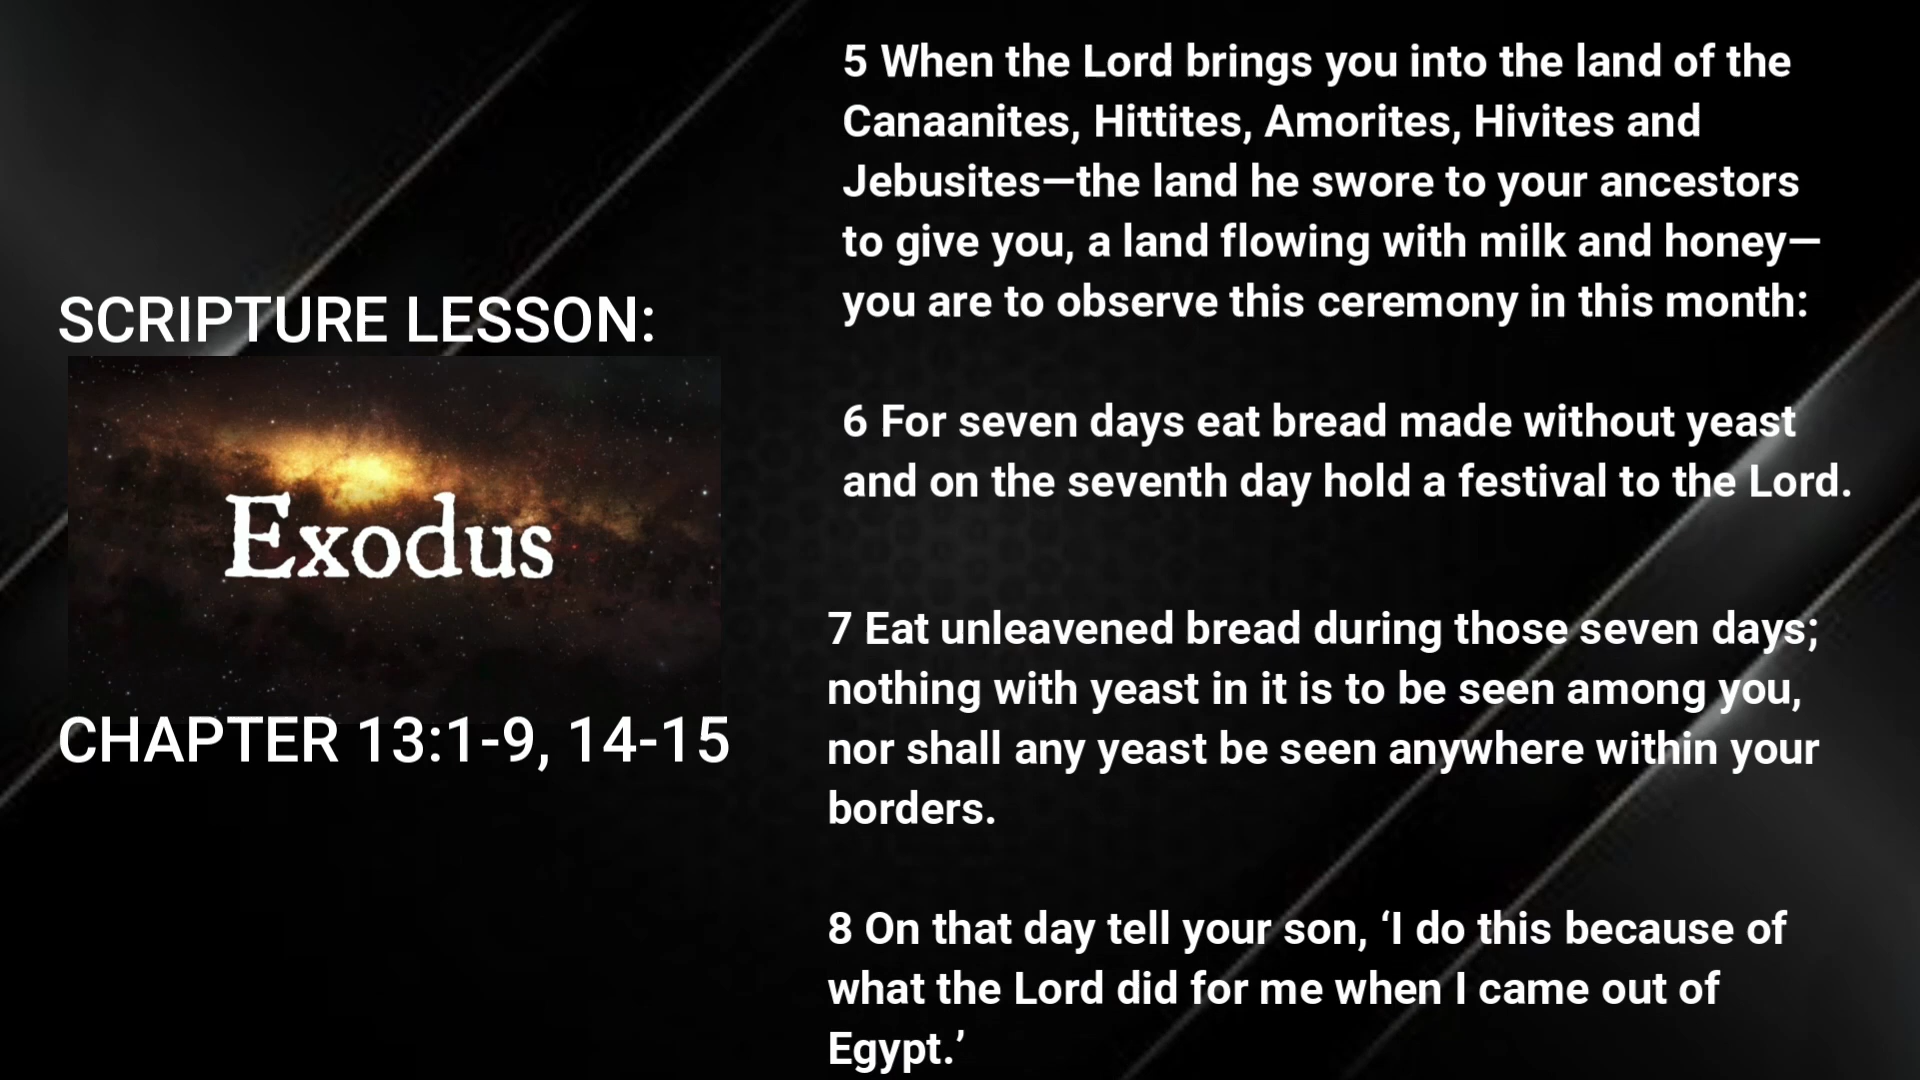 SCRIPTURE LESSON:
Exodus
CHAPTER 13:1-9, 14-15
5 When the Lord brings you into the land of the
Canaanites, Hittites, Amorites, Hivites and
Jebusites—the land he swore to your ancestors
to give you, a land flowing with milk and honey—
you are to observe this ceremony in this month:
6 For seven days eat bread made without yeast
and on the seventh day hold a festival to the Lord.
7 Eat unleavened bread during those seven days;
nothing with yeast in it is to be seen among you,
nor shall any yeast be seen anywhere within your
borders.
8 On that day tell your son, ‘I do this because of
what the Lord did for me when I came out of
Egypt.’